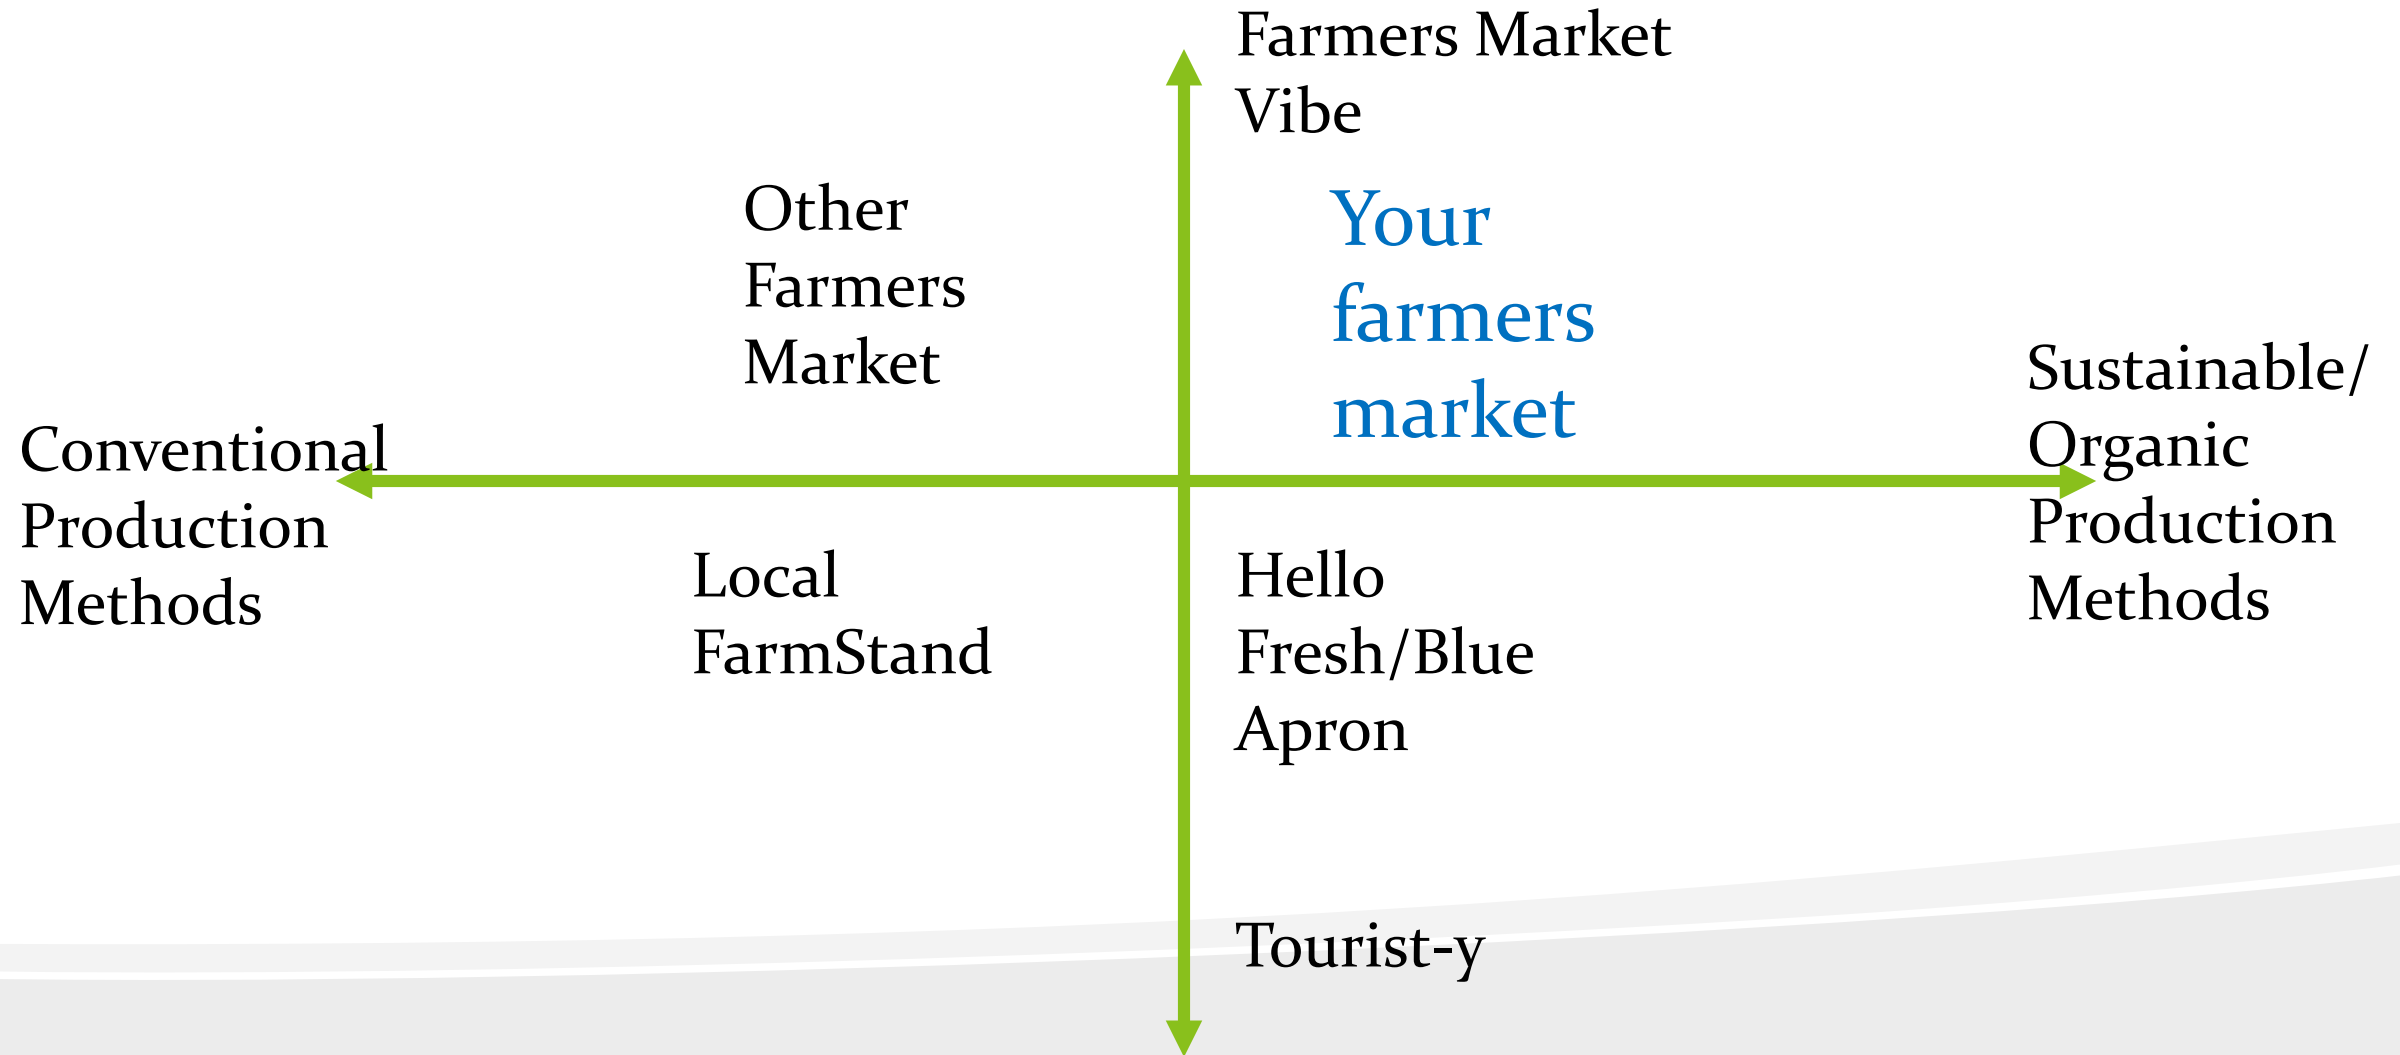 Farmers Market
Vibe
Other
Farmers
Market
Your
farmers
market
Conventional
Production
Methods
Sustainable/
Organic
Production
Methods
Local
FarmStand
Hello
Fresh/Blue
Apron
Tourist-y